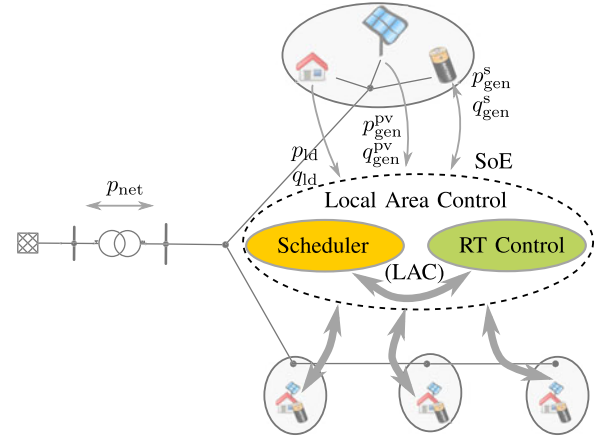 p^s_gen
q^s_gen
p^pv_gen
q^pv_gen
p_ld
q_ld
SoE
p_net
Local Area Control
Scheduler
RT Control
(LAC)